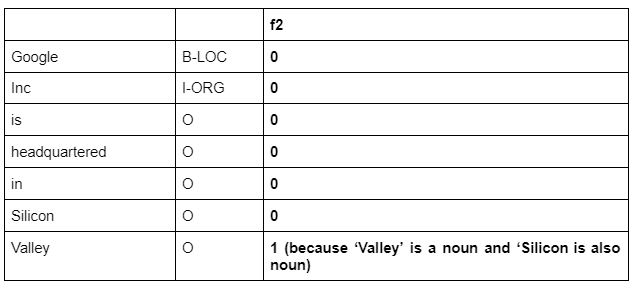 f2
Google B-LOC 0
Inc I-ORG 0
is O 0
headquartered O 0
in O 0
Silicon O 0
Valley O 1 (because ‘Valley’ is a noun and ‘Silicon is also
noun)